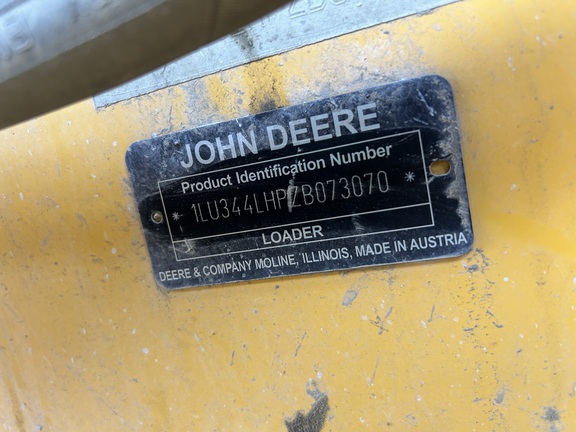 JOHN DEERE
Product Identification Number
* 1LU344LHPZB073070 *
LOADER
DEERE & COMPANY MOLINE, ILLINOIS, MADE IN AUSTRIA